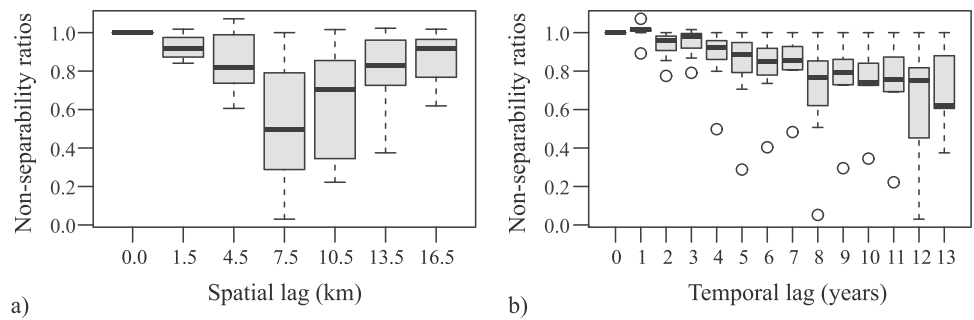 Non-separability ratios
1.0
0.8
0.6
0.4
0.2
0.0
0.0 1.5 4.5 7.5 10.5 13.5 16.5
Spatial lag (km)
a)
Non-separability ratios
1.0
0.8
0.6
0.4
0.2
0.0
0 1 2 3 4 5 6 7 8 9 10 11 12 13
Temporal lag (years)
b)